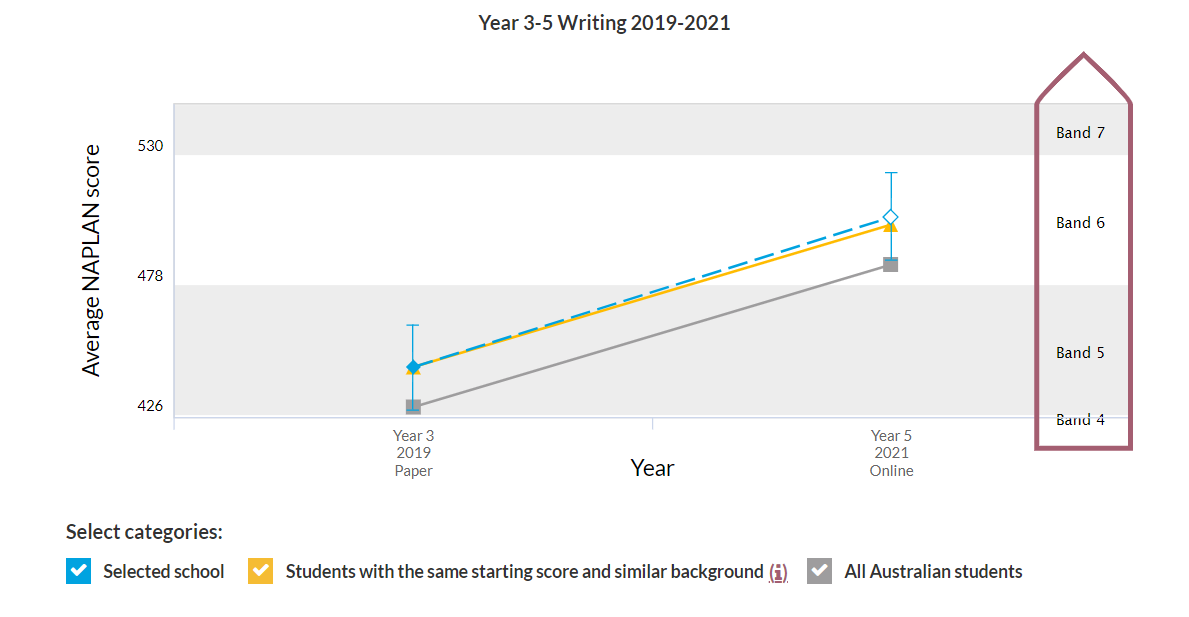 Year 3-5 Writing 2019-2021
Average NAPLAN score
530
478
426
Band 7
Band 6
Band 5
Band 4
Year 3
2019
Paper
Year 5
2021
Online
Year
Select categories:
Selected school
Students with the same starting score and similar background (i)
All Australian students